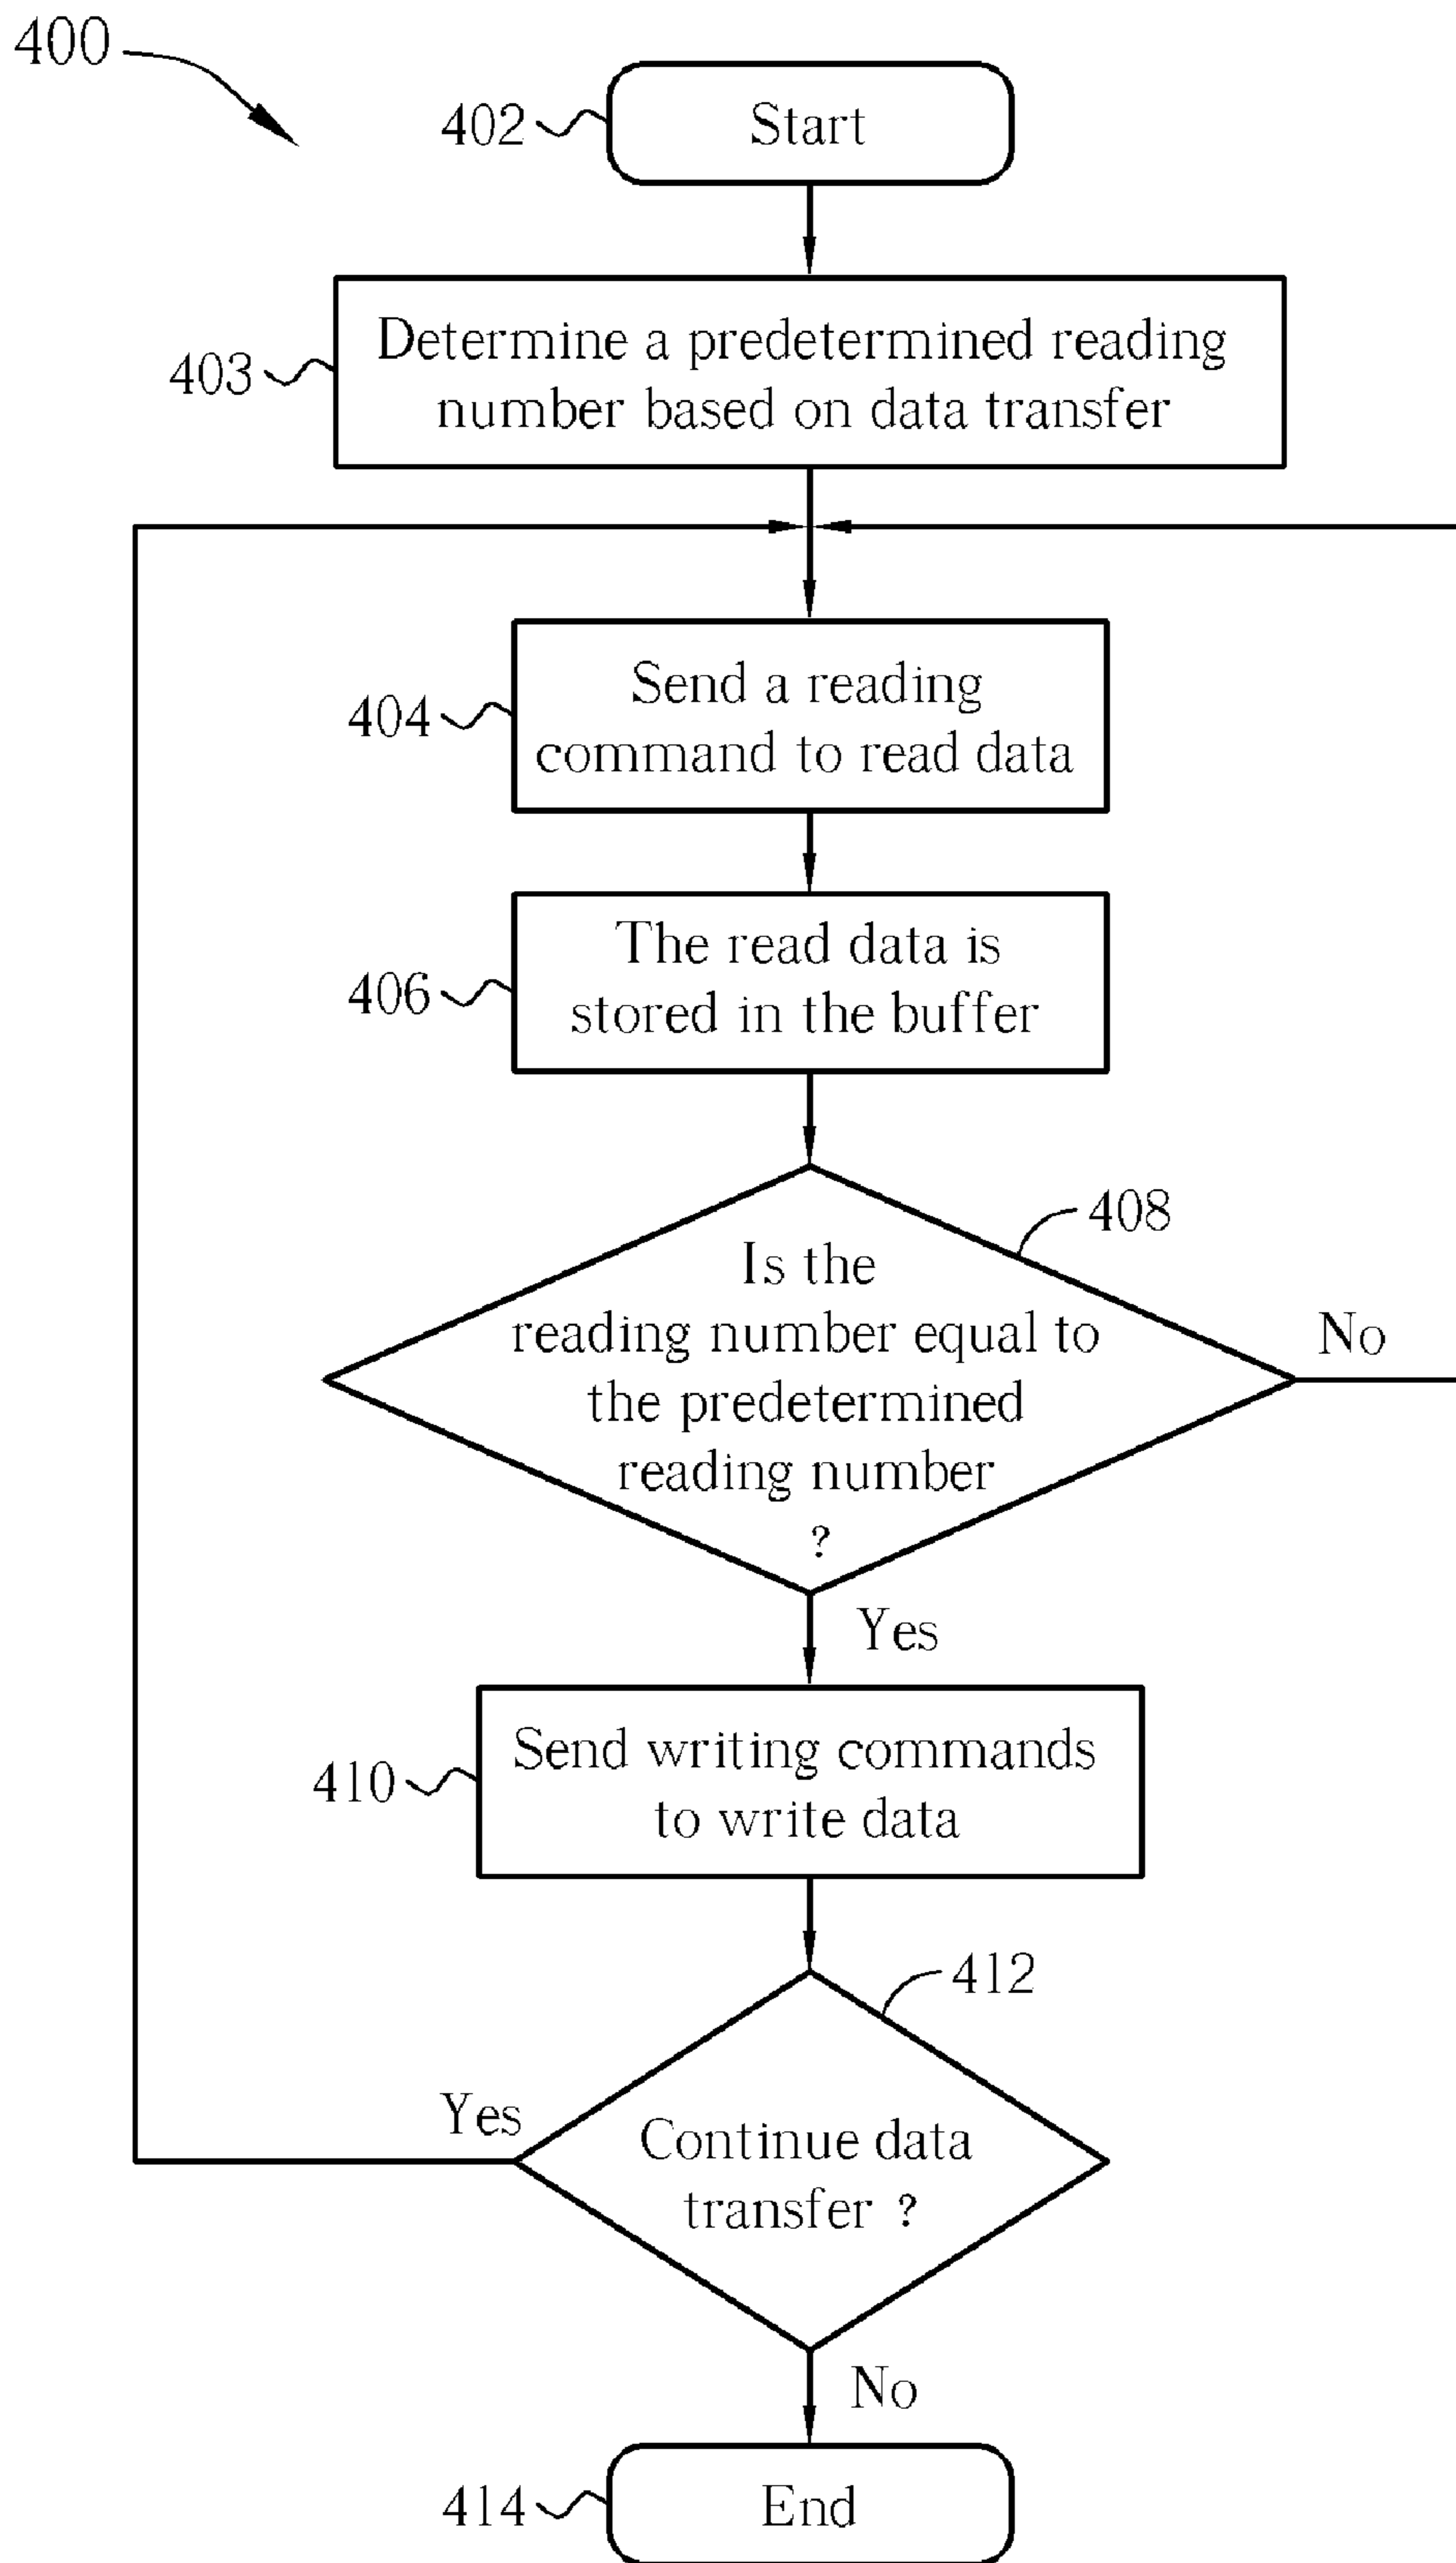 400
402
Start
403
Determine a predetermined reading
number based on data transfer
404
Send a reading
command to read data
406
The read data is
stored in the buffer
408
Is the
reading number equal to
the predetermined
reading number
?
No
Yes
410
Send writing commands
to write data
412
Continue data
transfer ?
Yes
No
414
End